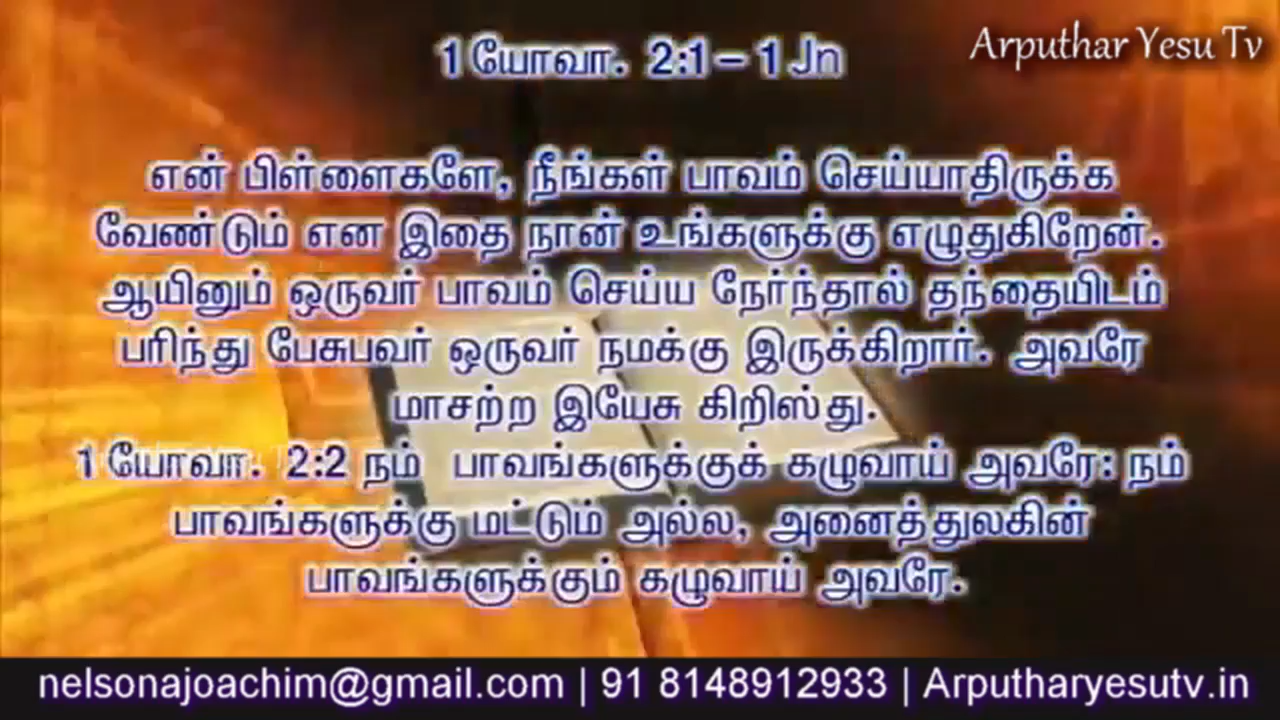 Arputhar Yesu Tv
1 யோவா. 2:1 – 1 Jn
என் பிள்ளைகளே, நீங்கள் பாவம் செய்யாதிருக்க
வேண்டும் என இதை நான் உங்களுக்கு எழுதுகிறேன்.
ஆயினும் ஒருவர் பாவம் செய்ய நேர்ந்தால் தந்தையிடம்
பரிந்து பேசுபவர் ஒருவர் நமக்கு இருக்கிறார். அவரே
மாசற்ற இயேசு கிறிஸ்து.
1 யோவா. 2:2 நம் பாவங்களுக்குக் கழுவாய் அவரே: நம்
பாவங்களுக்கு மட்டும் அல்ல, அனைத்துலகின்
பாவங்களுக்கும் கழுவாய் அவரே.
nelsonajoachim@gmail.com | 91 8148912933 | Arputharyesutv.in